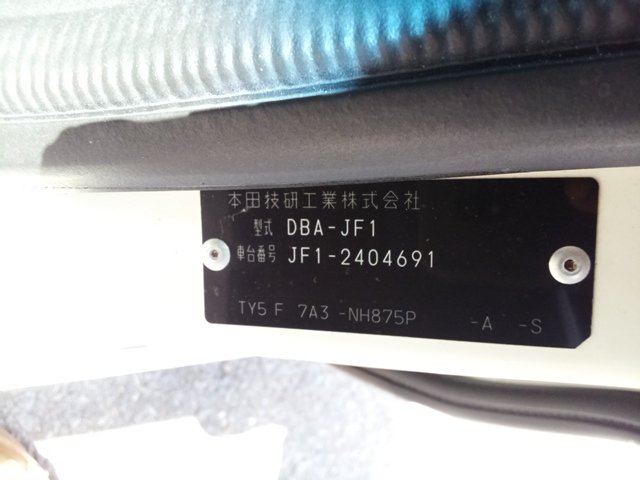 本田技研工業株式会社
型式 DBA-JF1
車台番号 JF1-2404691
TY5 F 7A3 -NH875P -A -S